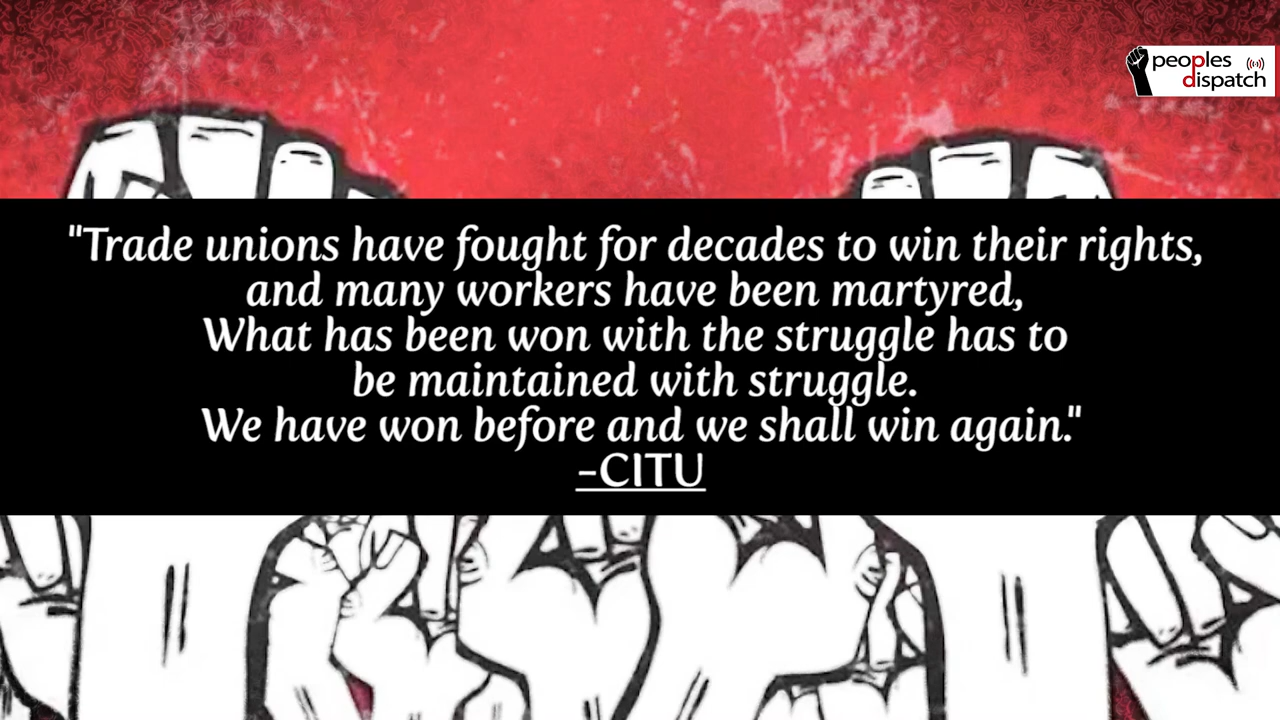 peoples
dispatch
"Trade unions have fought for decades to win their rights,
and many workers have been martyred,
What has been won with the struggle has to
be maintained with struggle.
We have won before and we shall win again."
-CITU